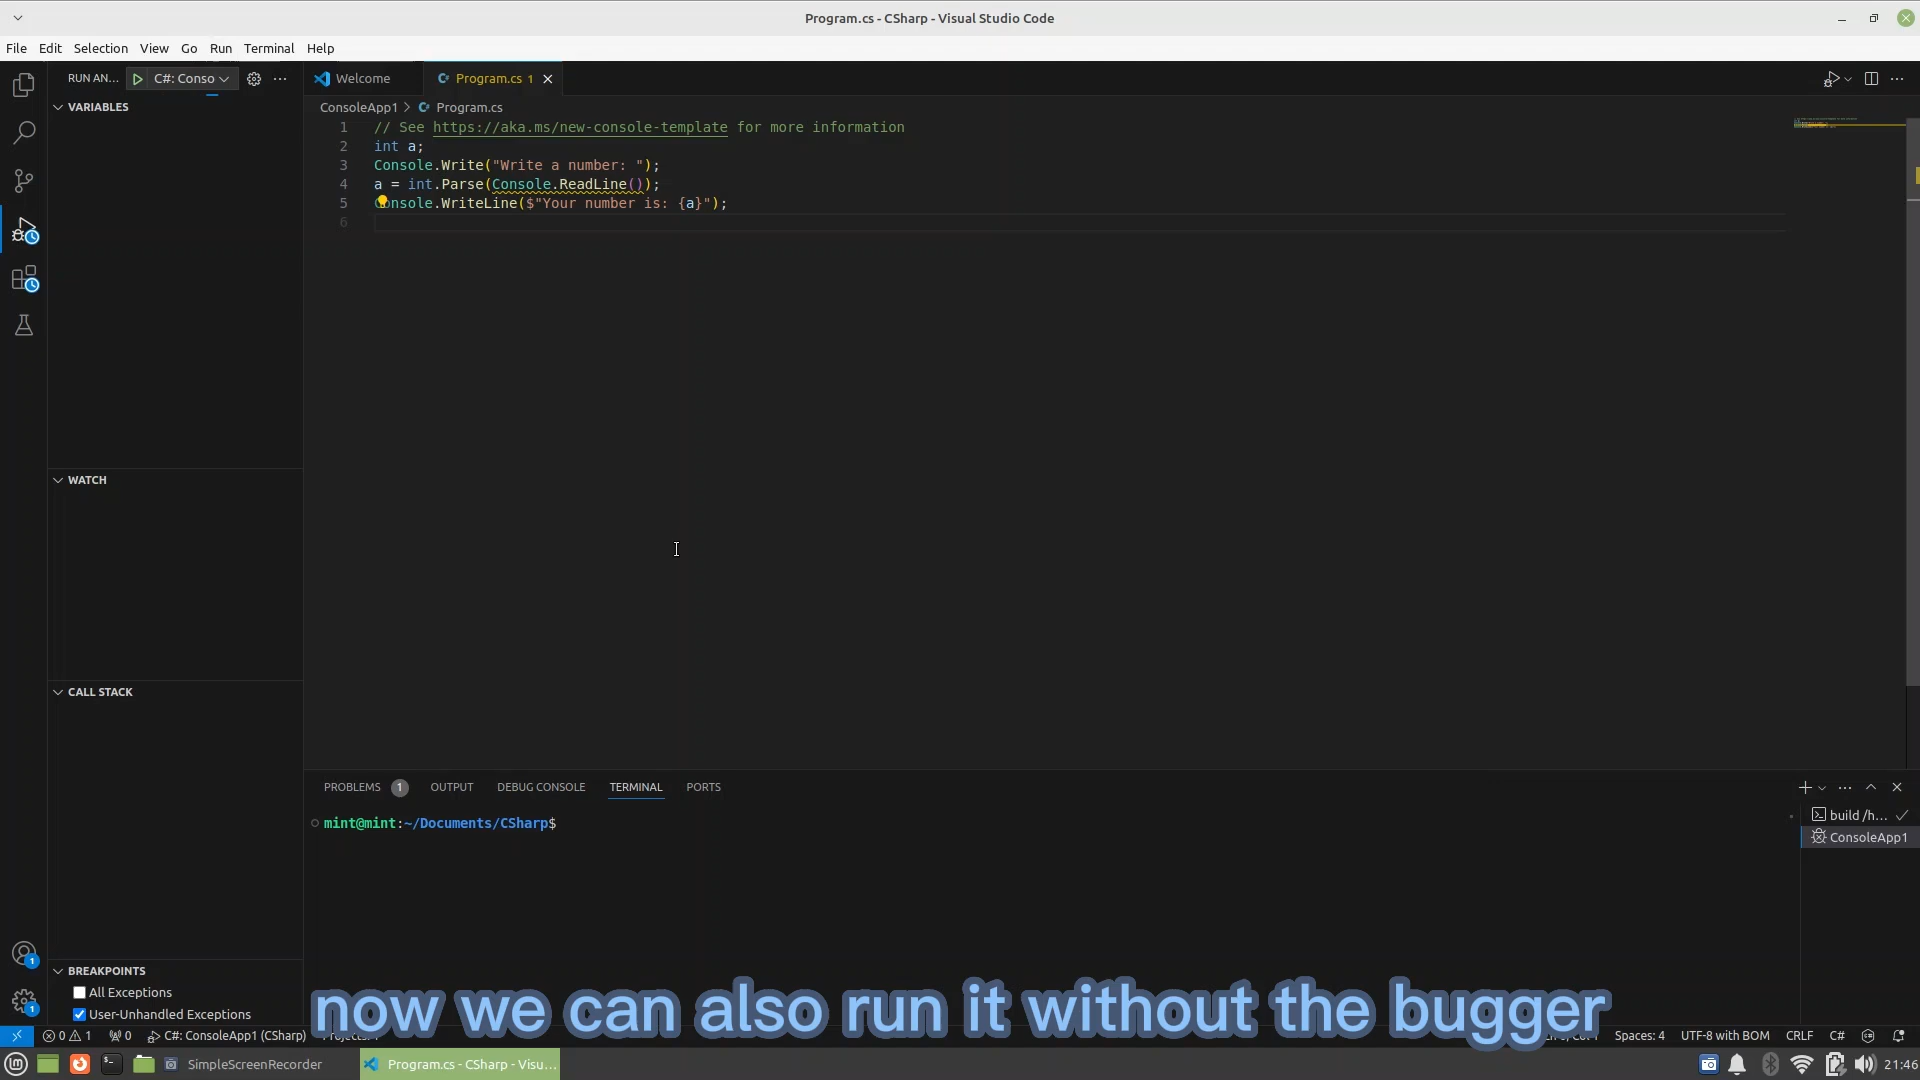 Program.cs - CSharp - Visual Studio Code
File Edit Selection View Go Run Terminal Help
RUN AN... C#: Conso
Welcome
Program.cs 1
VARIABLES
ConsoleApp1 > Program.cs
1 // See https://aka.ms/new-console-template for more information
2 int a;
3 Console.Write("Write a number: ");
4 a = int.Parse(Console.ReadLine());
5 Console.WriteLine($"Your number is: {a}");
6
WATCH
CALL STACK
PROBLEMS 1 OUTPUT DEBUG CONSOLE TERMINAL PORTS
mint@mint:~/Documents/CSharp$
build /h...
ConsoleApp1
BREAKPOINTS
All Exceptions
User-Unhandled Exceptions
now we can also run it without the bugger
0 1 0 C#: ConsoleApp1 (CSharp)
Spaces: 4 UTF-8 with BOM CRLF C#
SimpleScreenRecorder
Program.cs - CSharp - Visu...
21:46